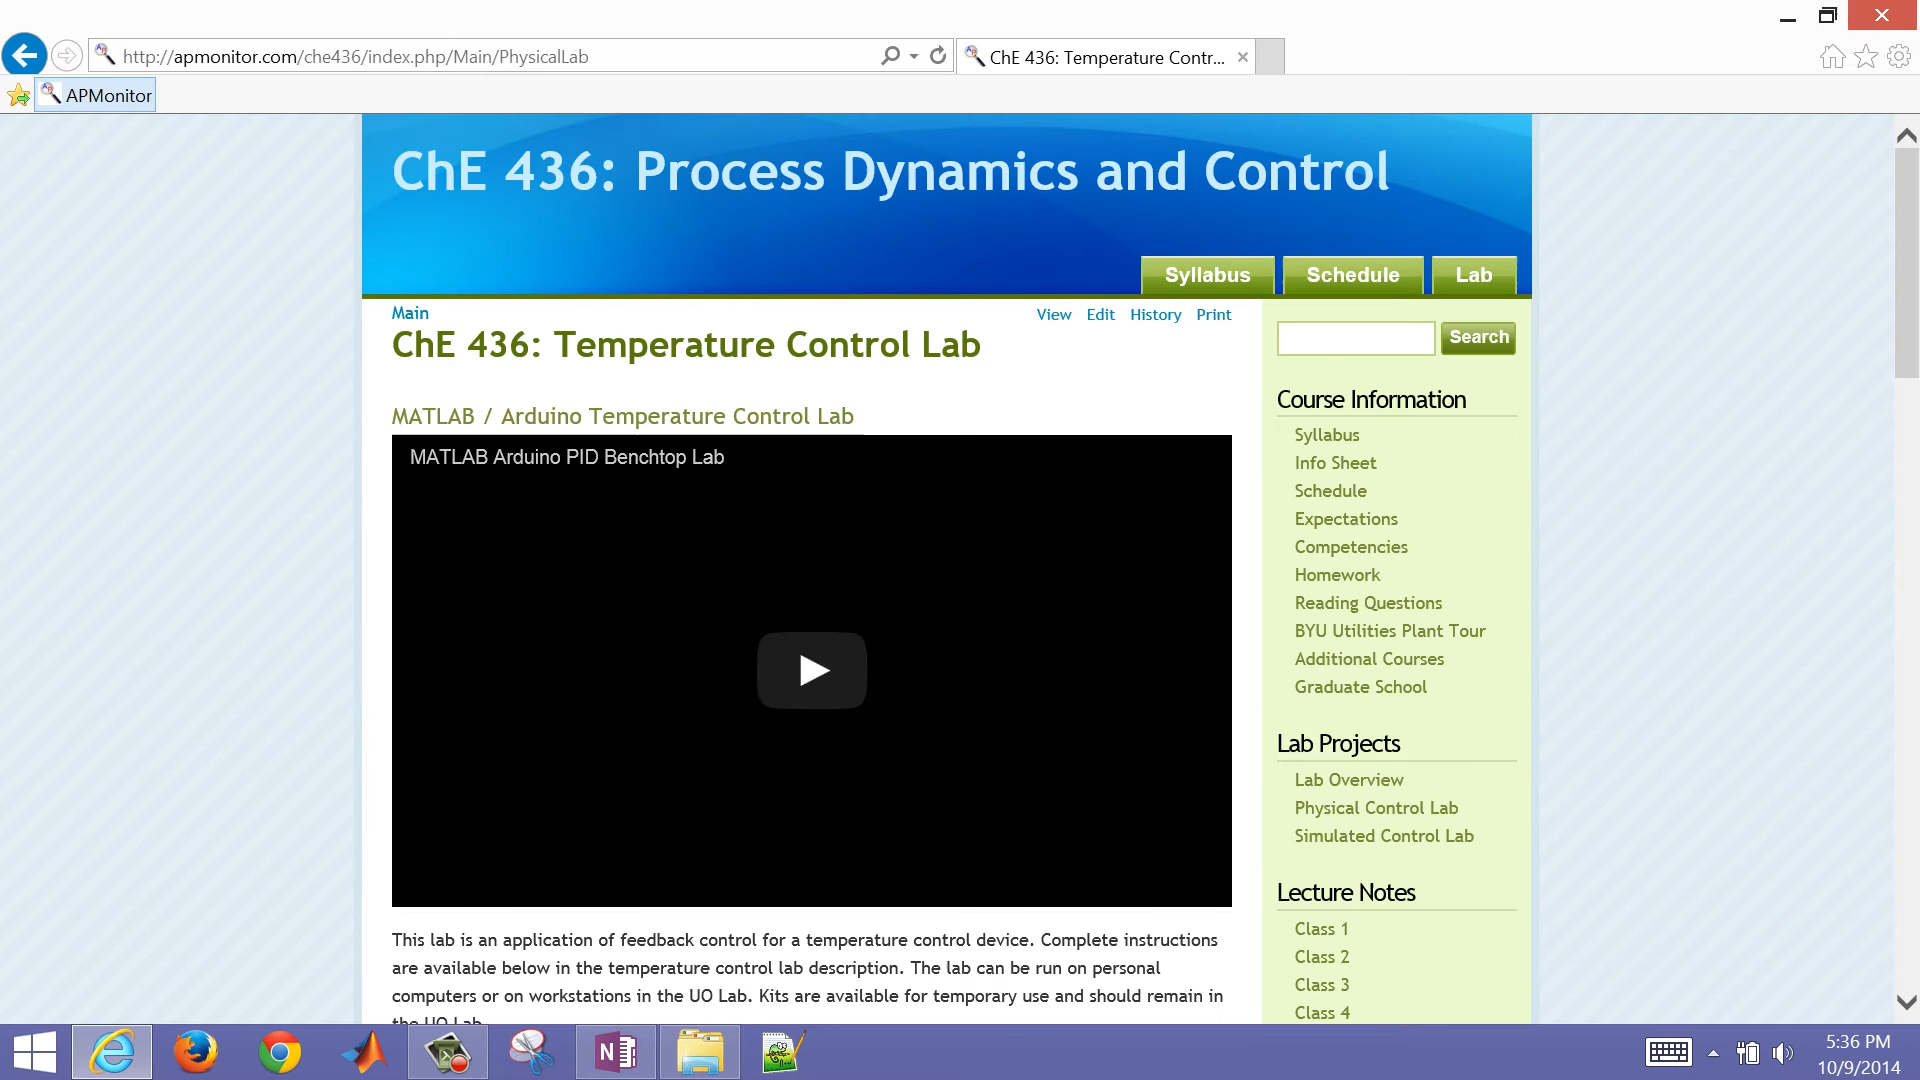 http://apmonitor.com/che436/index.php/Main/PhysicalLab
ChE 436: Temperature Contr...
APMonitor
ChE 436: Process Dynamics and Control
Syllabus
Schedule
Lab
Main
View
Edit
History
Print
ChE 436: Temperature Control Lab
MATLAB / Arduino Temperature Control Lab
MATLAB Arduino PID Benchtop Lab
This lab is an application of feedback control for a temperature control device. Complete instructions
are available below in the temperature control lab description. The lab can be run on personal
computers or on workstations in the UO Lab. Kits are available for temporary use and should remain in
the UO Lab.
Search
Course Information
Syllabus
Info Sheet
Schedule
Expectations
Competencies
Homework
Reading Questions
BYU Utilities Plant Tour
Additional Courses
Graduate School
Lab Projects
Lab Overview
Physical Control Lab
Simulated Control Lab
Lecture Notes
Class 1
Class 2
Class 3
Class 4
5:36 PM
10/9/2014